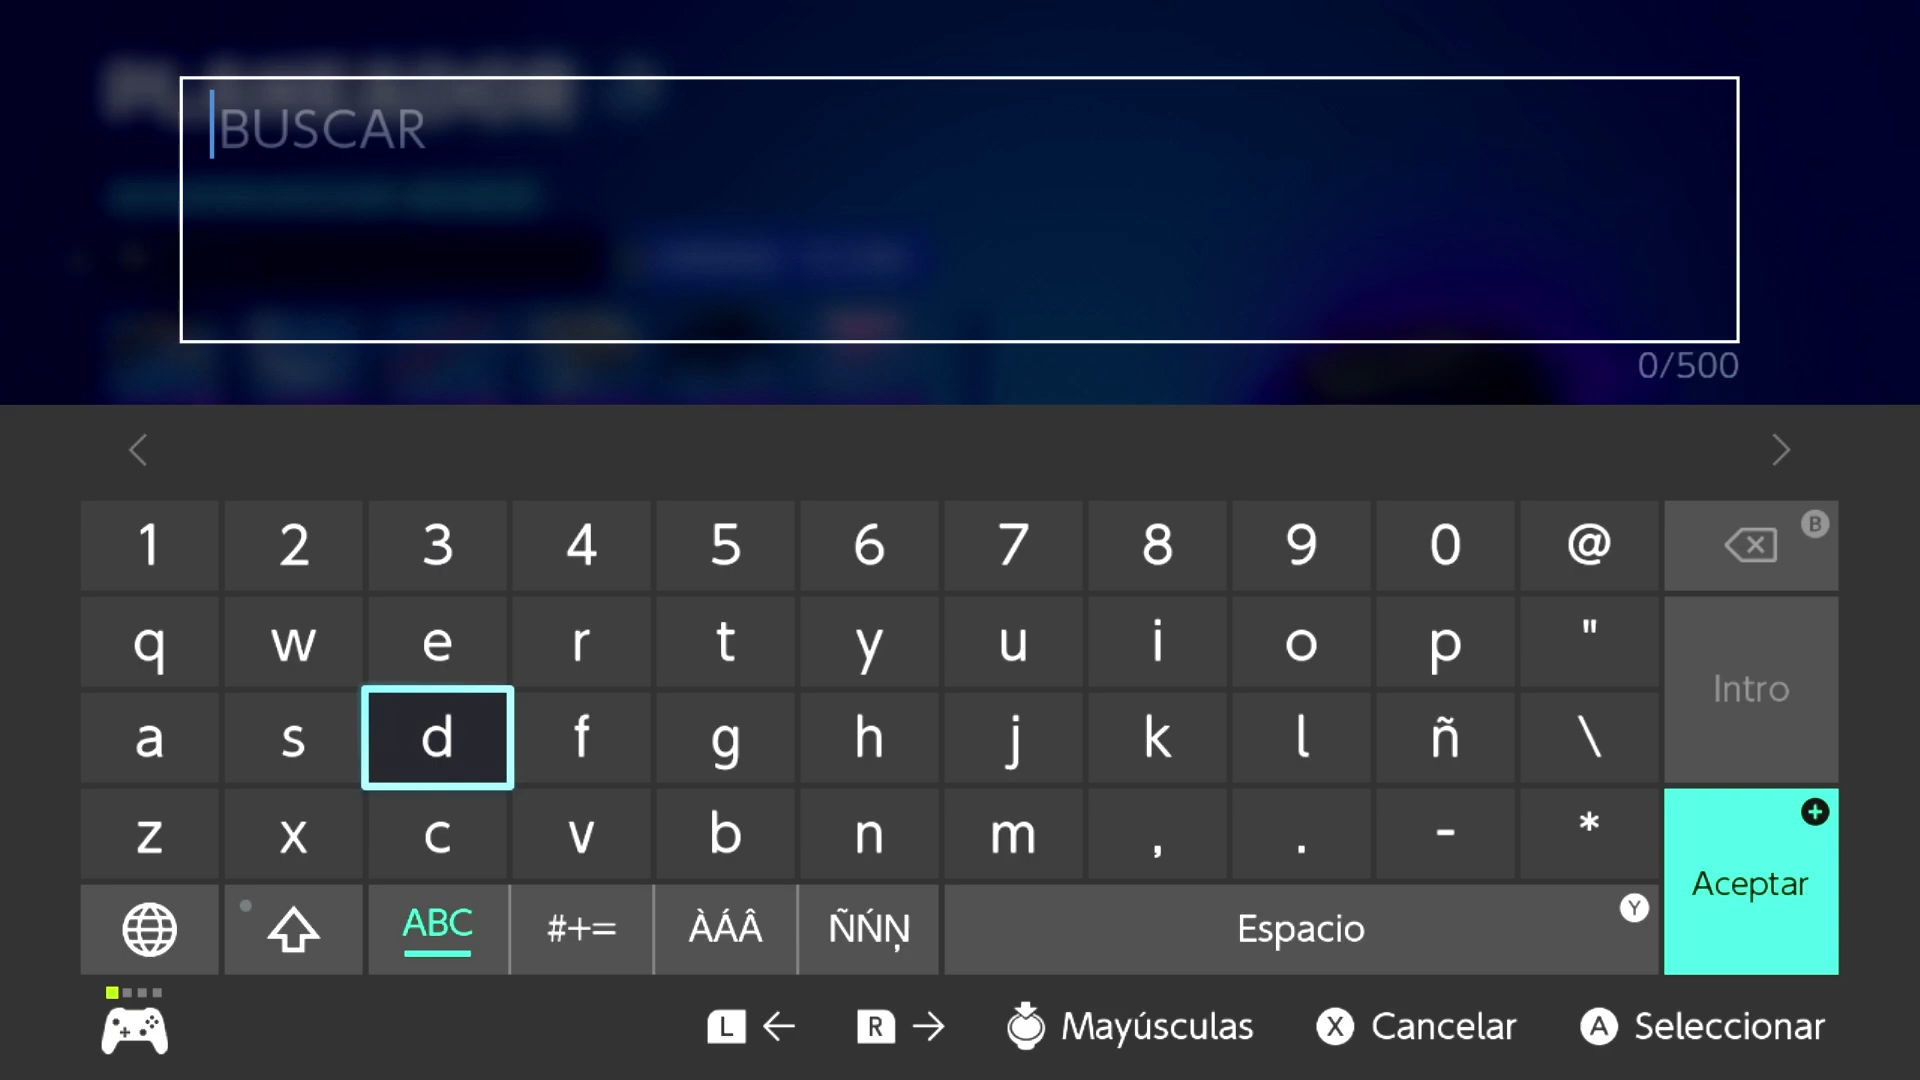 BUSCAR
0/500
1 2 3 4 5 6 7 8 9 0 @ B
q w e r t y u i o p " Intro
a s d f g h j k l ñ \
z x c v b n m , . - * Aceptar
ABC #+= ÀÁÂ ÑŃŅ Espacio Y
L ← R → Mayúsculas X Cancelar A Seleccionar